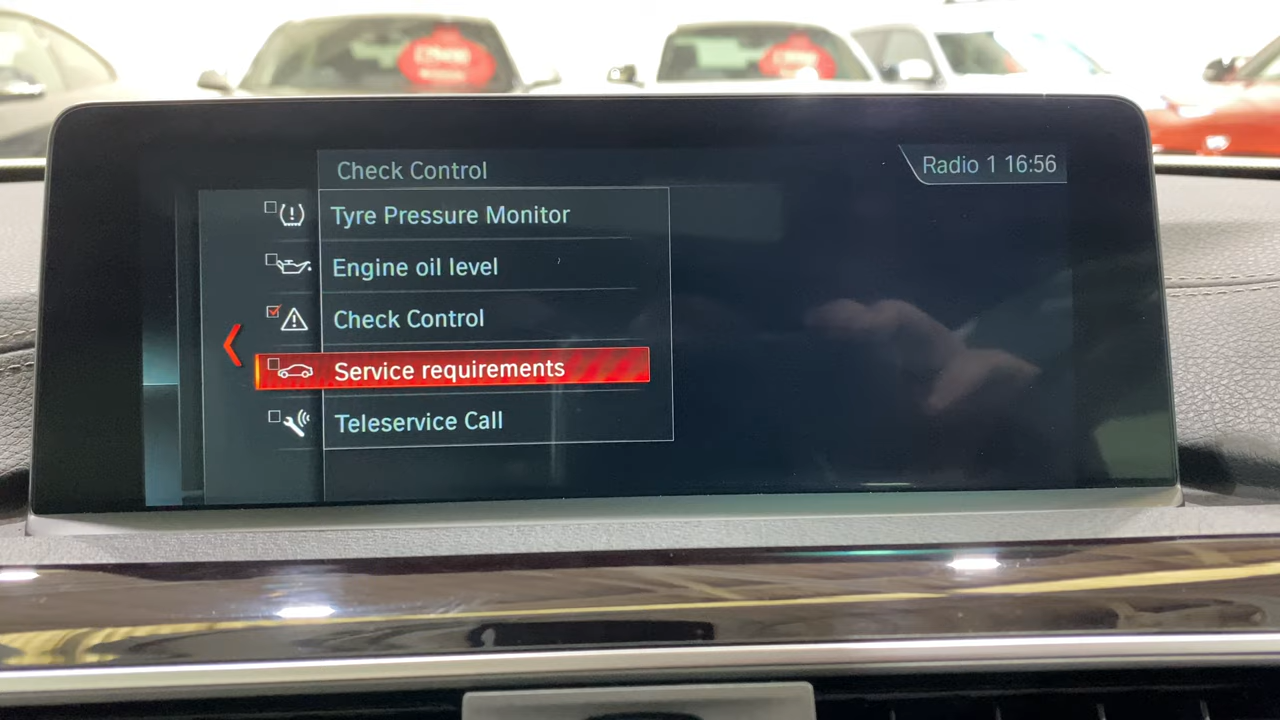 Check Control
Radio 1 16:56
Tyre Pressure Monitor
Engine oil level
Check Control
Service requirements
Teleservice Call